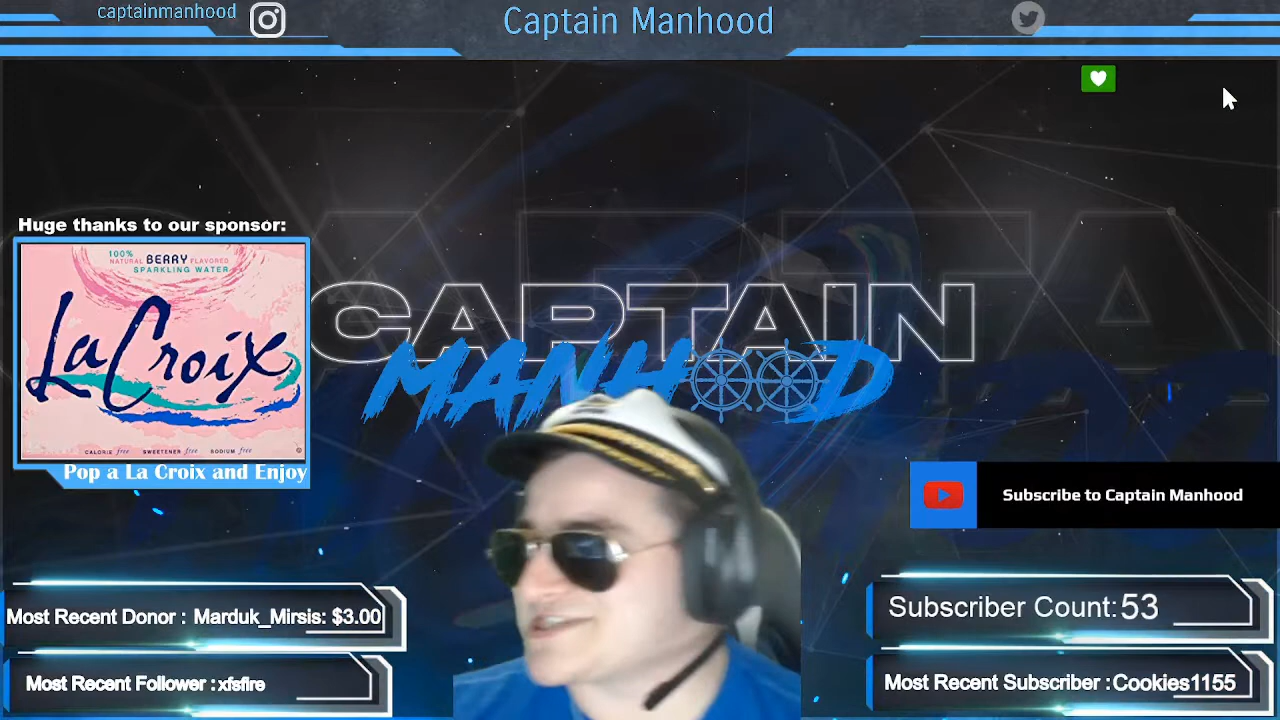 captainmanhood
Captain Manhood
Huge thanks to our sponsor:
100%
NATURAL BERRY FLAVORED
SPARKLING WATER
LaCroix
CALORIE free SWEETENER free SODIUM free
Pop a La Croix and Enjoy
CAPTAIN
MANHOOD
Subscribe to Captain Manhood
Most Recent Donor : Marduk_Mirsis: $3.00
Most Recent Follower : xfsfire
Subscriber Count: 53
Most Recent Subscriber : Cookies1155